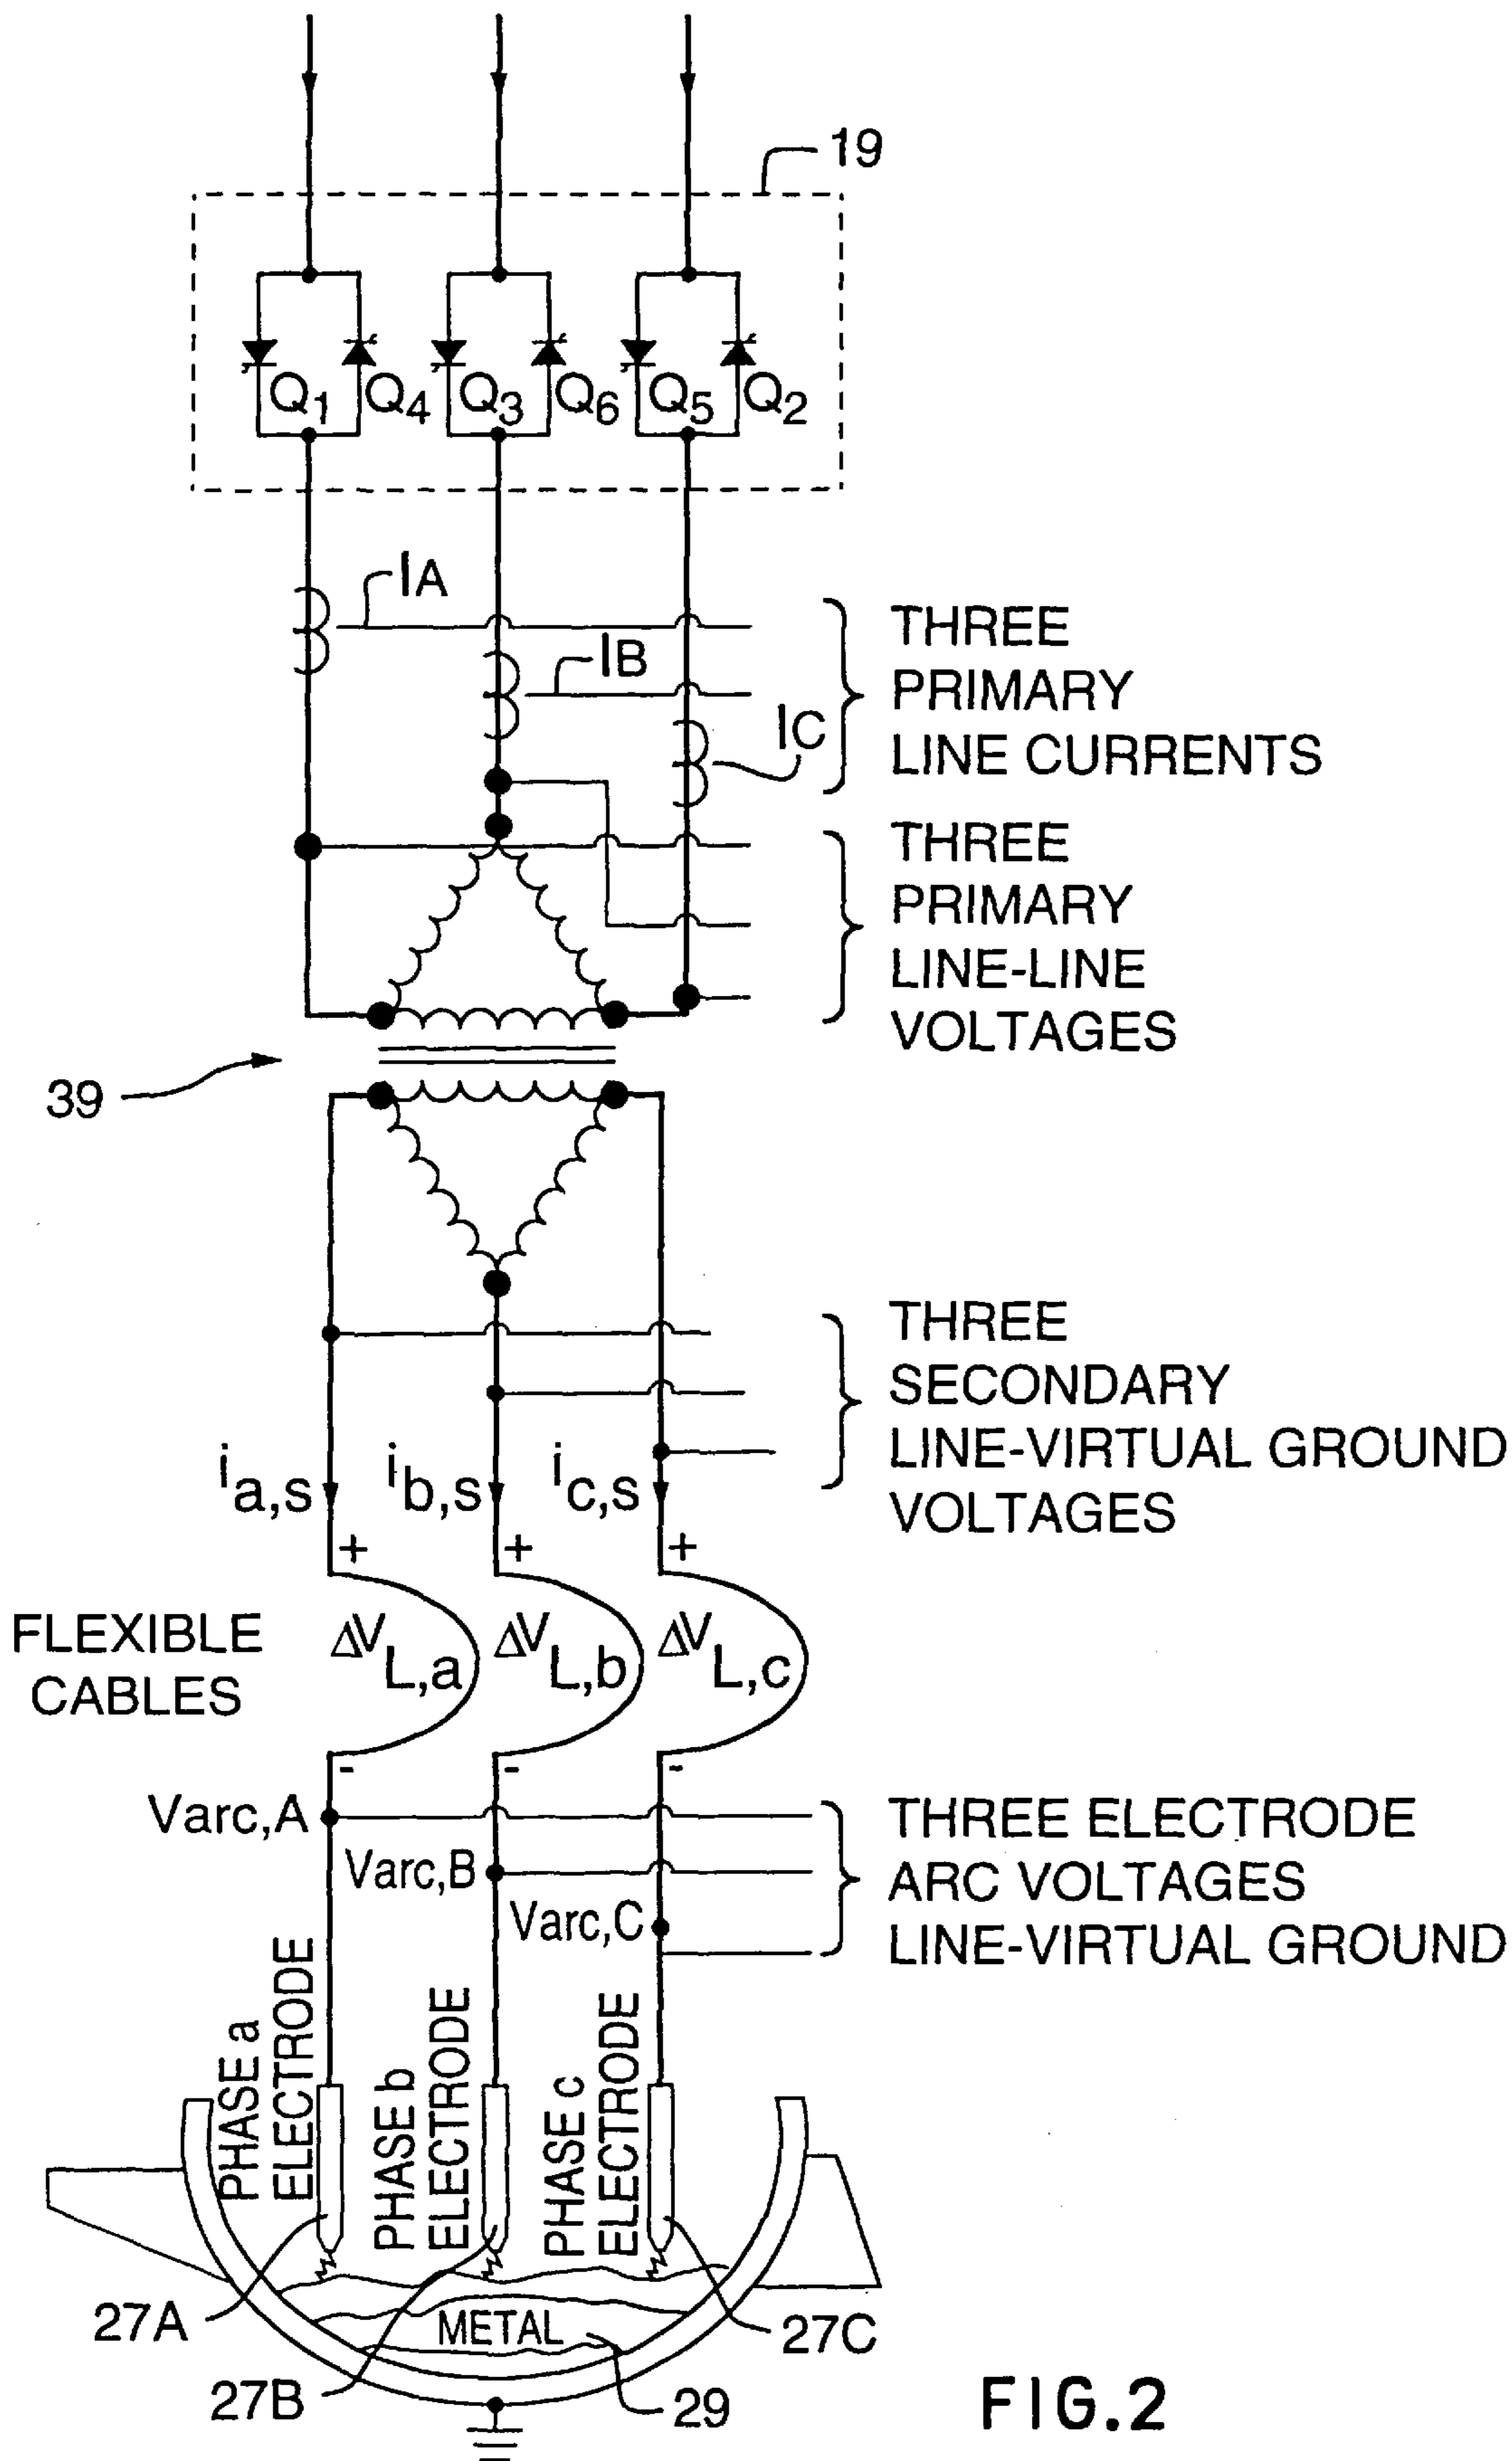 19
Q1 Q4 Q3 Q6 Q5 Q2
IA
IB
IC
THREE
PRIMARY
LINE CURRENTS
THREE
PRIMARY
LINE-LINE
VOLTAGES
39
THREE
SECONDARY
LINE-VIRTUAL GROUND
VOLTAGES
ia,s ib,s ic,s
+ + +
FLEXIBLE
CABLES
ΔVL,a ΔVL,b ΔVL,c
- - -
Varc,A
Varc,B
Varc,C
THREE ELECTRODE
ARC VOLTAGES
LINE-VIRTUAL GROUND
PHASE a
ELECTRODE
PHASE b
ELECTRODE
PHASE c
ELECTRODE
METAL
27A
27B
27C
29
FIG.2